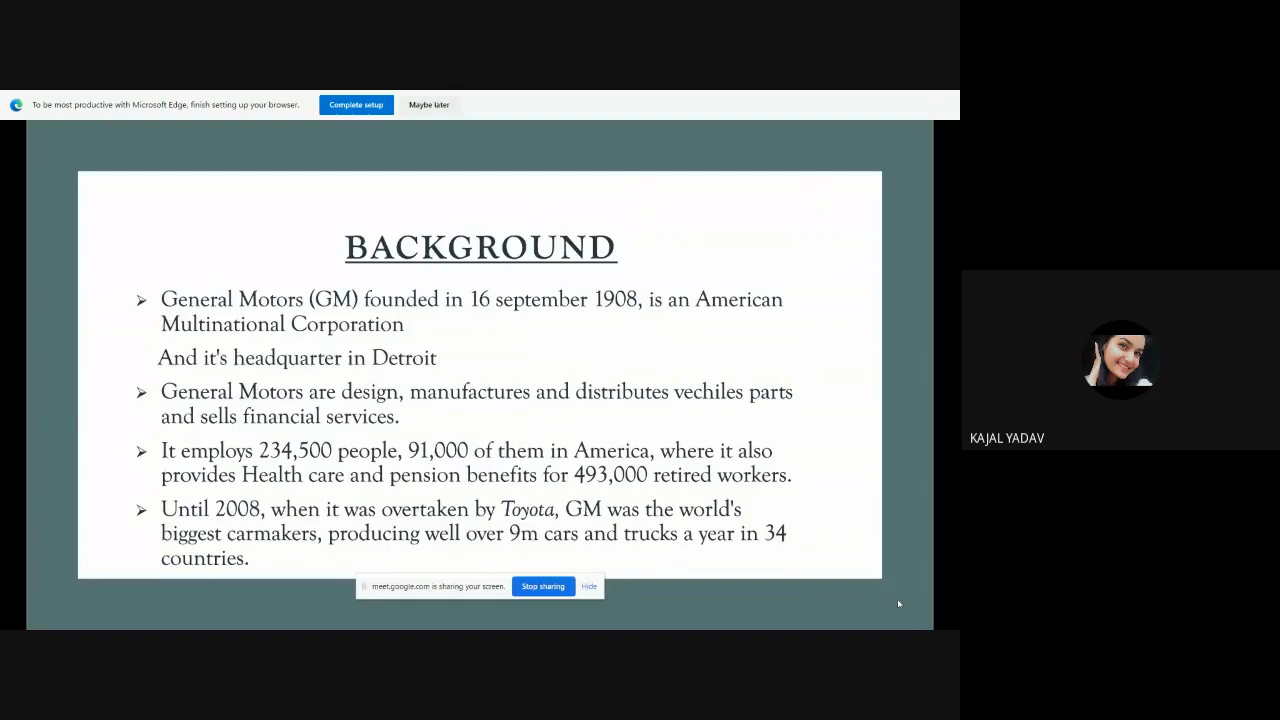 To be most productive with Microsoft Edge, finish setting up your browser.
Complete setup
Maybe later
BACKGROUND
General Motors (GM) founded in 16 september 1908, is an American
Multinational Corporation
And it's headquarter in Detroit
General Motors are design, manufactures and distributes vechiles parts
and sells financial services.
It employs 234,500 people, 91,000 of them in America, where it also
provides Health care and pension benefits for 493,000 retired workers.
Until 2008, when it was overtaken by Toyota, GM was the world's
biggest carmakers, producing well over 9m cars and trucks a year in 34
countries.
meet.google.com is sharing your screen.
Stop sharing
Hide
KAJAL YADAV